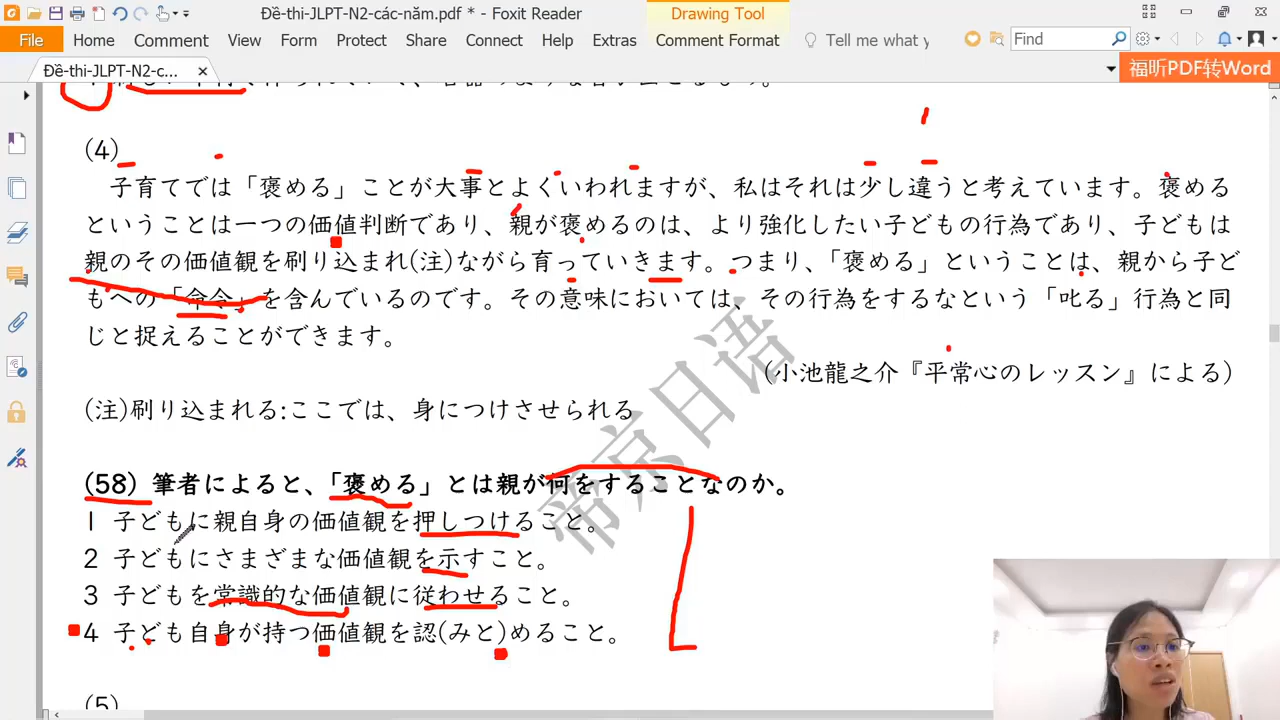 Đề-thi-JLPT-N2-các-năm.pdf * - Foxit Reader
Drawing Tool
File Home Comment View Form Protect Share Connect Help Extras Comment Format Tell me what y Find
Đề-thi-JLPT-N2-c...
福昕PDF转Word
(4)
子育てでは「褒める」ことが大事とよくいわれますが、私はそれは少し違うと考えています。褒める
ということは一つの価値判断であり、親が褒めるのは、より強化したい子どもの行為であり、子どもは
親のその価値観を刷り込まれ(注)ながら育っていきます。つまり、「褒める」ということは、親から子ど
もへの「命令」を含んでいるのです。その意味においては、その行為をするなという「叱る」行為と同
じと捉えることができます。
(小池龍之介『平常心のレッスン』による)
(注)刷り込まれる:ここでは、身につけさせられる
(58) 筆者によると、「褒める」とは親が何をすることなのか。
1 子どもに親自身の価値観を押しつけること。
2 子どもにさまざまな価値観を示すこと。
3 子どもを常識的な価値観に従わせること。
4 子ども自身が持つ価値観を認(みと)めること。
(5)
帝京日语